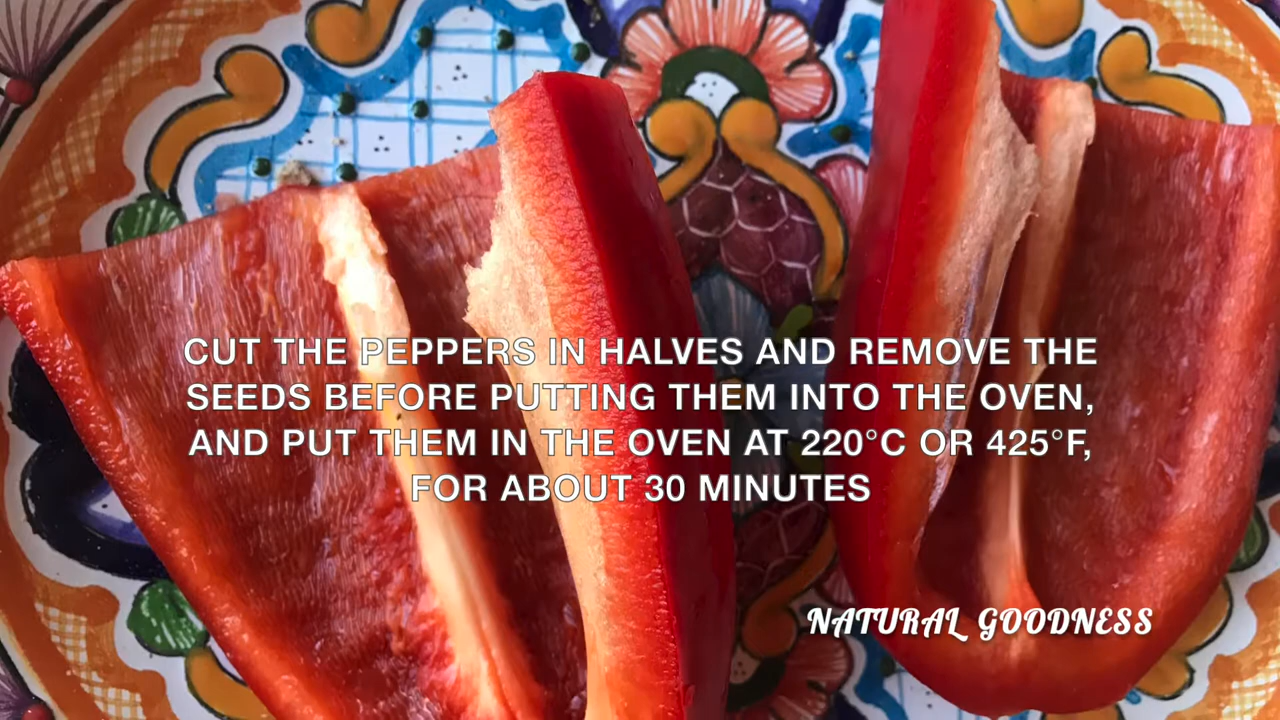 CUT THE PEPPERS IN HALVES AND REMOVE THE
SEEDS BEFORE PUTTING THEM INTO THE OVEN,
AND PUT THEM IN THE OVEN AT 220°C OR 425°F,
FOR ABOUT 30 MINUTES
NATURAL GOODNESS